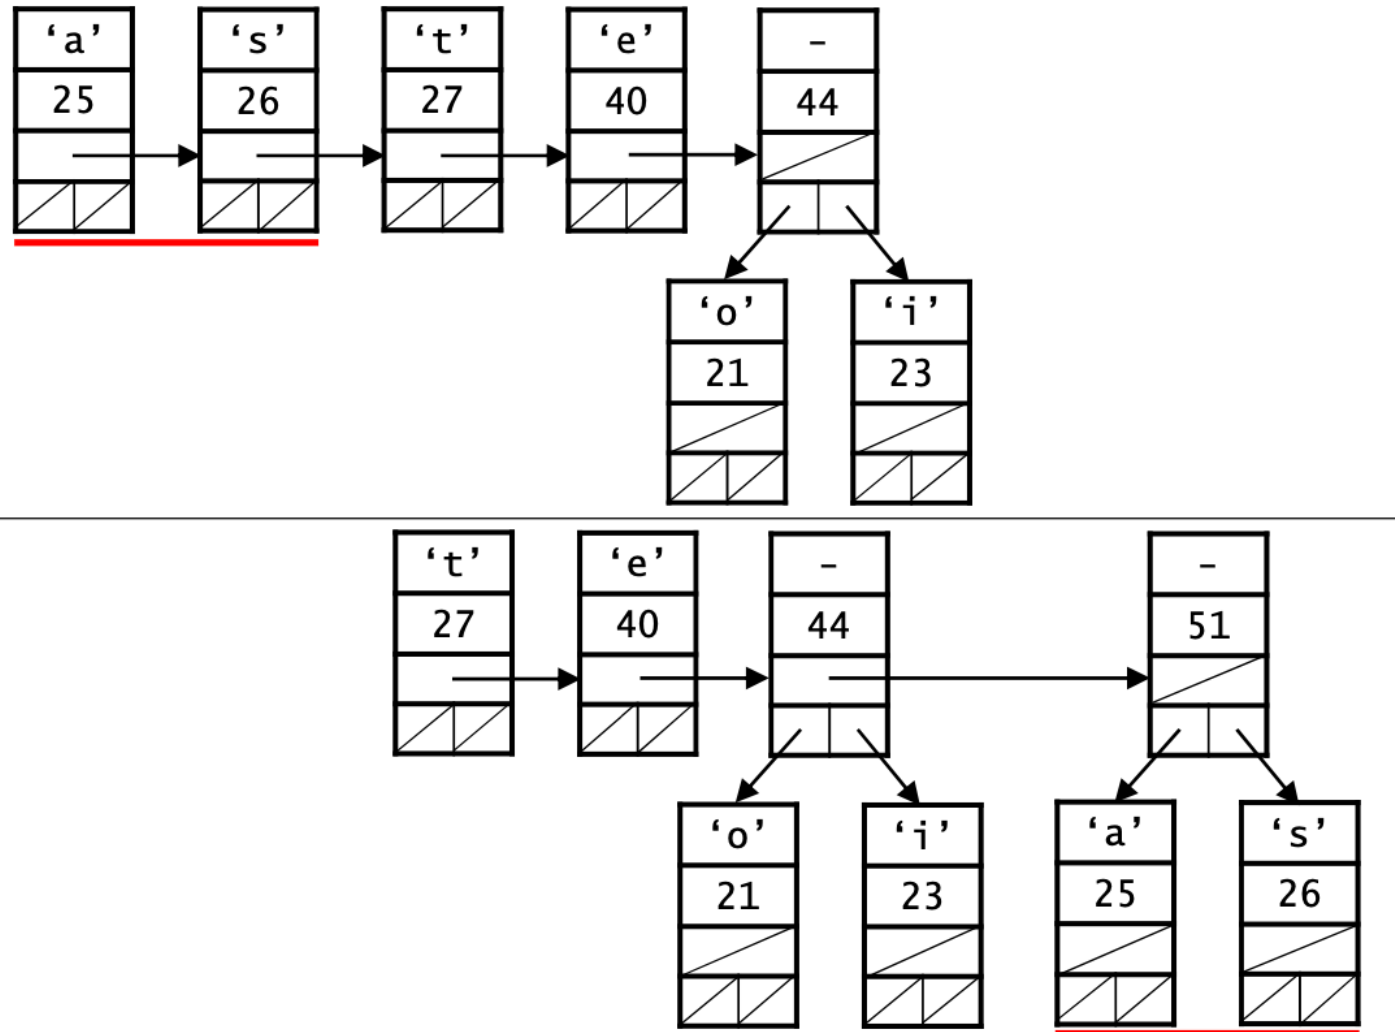 ‘a’ ‘s’ ‘t’ ‘e’ -
25 26 27 40 44
‘o’ ‘i’
21 23
‘t’ ‘e’ - -
27 40 44 51
‘o’ ‘i’ ‘a’ ‘s’
21 23 25 26